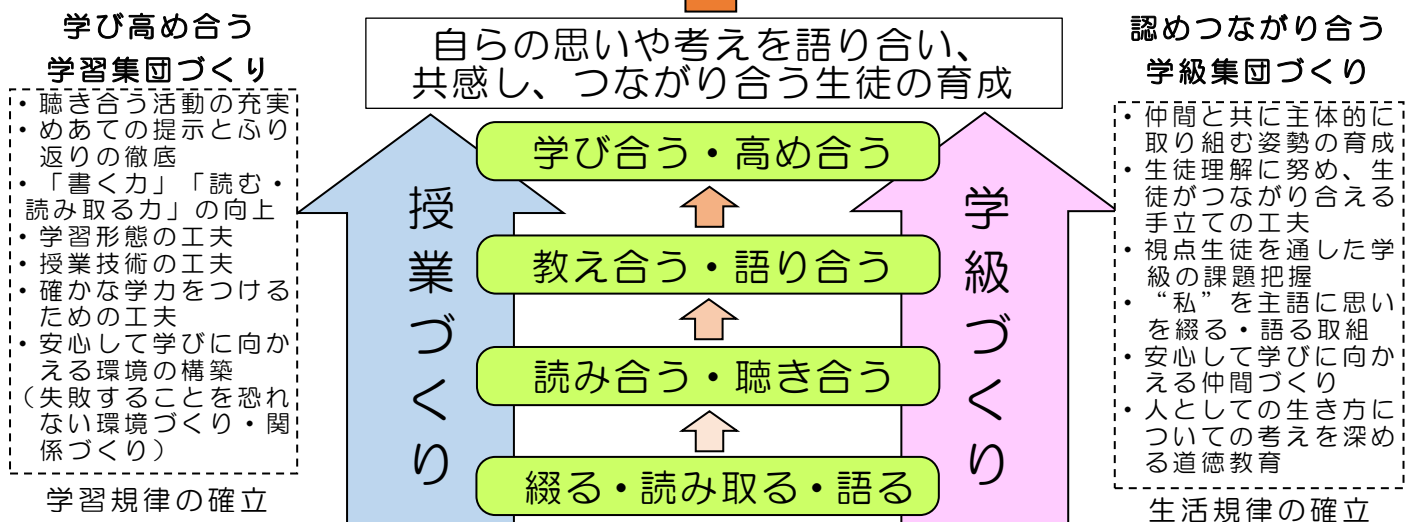 学び高め合う
学習集団づくり
・聴き合う活動の充実
・めあての提示とふり
返りの徹底
・「書く力」「読む・
読み取る力」の向上
・学習形態の工夫
・授業技術の工夫
・確かな学力をつける
ための工夫
・安心して学びに向か
える環境の構築
（失敗することを恐れ
ない環境づくり・関
係づくり）
学習規律の確立
自らの思いや考えを語り合い、
共感し、つながり合う生徒の育成
授業づくり
学び合う・高め合う
教え合う・語り合う
読み合う・聴き合う
綴る・読み取る・語る
学級づくり
認めつながり合う
学級集団づくり
・仲間と共に主体的に
取り組む姿勢の育成
・生徒理解に努め、生
徒がつながり合える
手立ての工夫
・視点生徒を通した学
級の課題把握
・“私”を主語に思い
を綴る・語る取組
・安心して学びに向か
える仲間づくり
・人としての生き方に
ついての考えを深め
る道徳教育
生活規律の確立